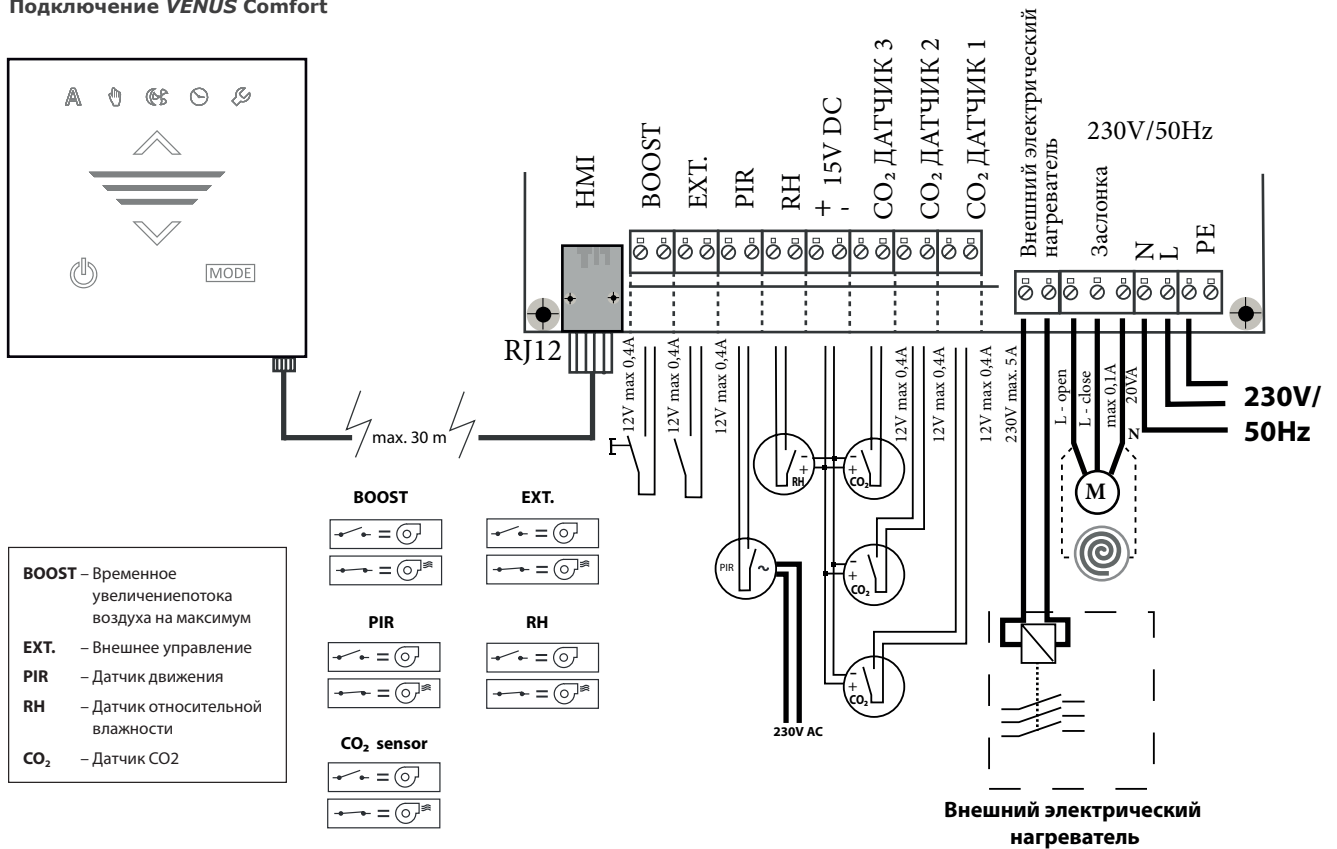 Подключение VENUS Comfort
A
MODE
max. 30 m
HMI
BOOST
EXT.
PIR
RH
+ 15V DC
-
CO₂ ДАТЧИК 3
CO₂ ДАТЧИК 2
CO₂ ДАТЧИК 1
Внешний электрический
нагреватель
230V/50Hz
Заслонка
N
L
PE
RJ12
12V max 0,4A
12V max 0,4A
12V max 0,4A
12V max 0,4A
12V max 0,4A
12V max 0,4A
230V max. 5 A
L - open
L - close
max 0,1A
20VA
N
230V/
50Hz
M
-
+
RH
-
+
CO₂
PIR
~
-
+
CO₂
-
+
CO₂
230V AC
BOOST
=
=
EXT.
=
=
PIR
=
=
RH
=
=
CO₂ sensor
=
=
BOOST – Временное
увеличениепотока
воздуха на максимум
EXT. – Внешнее управление
PIR – Датчик движения
RH – Датчик относительной
влажности
CO₂ – Датчик CO2
Внешний электрический
нагреватель